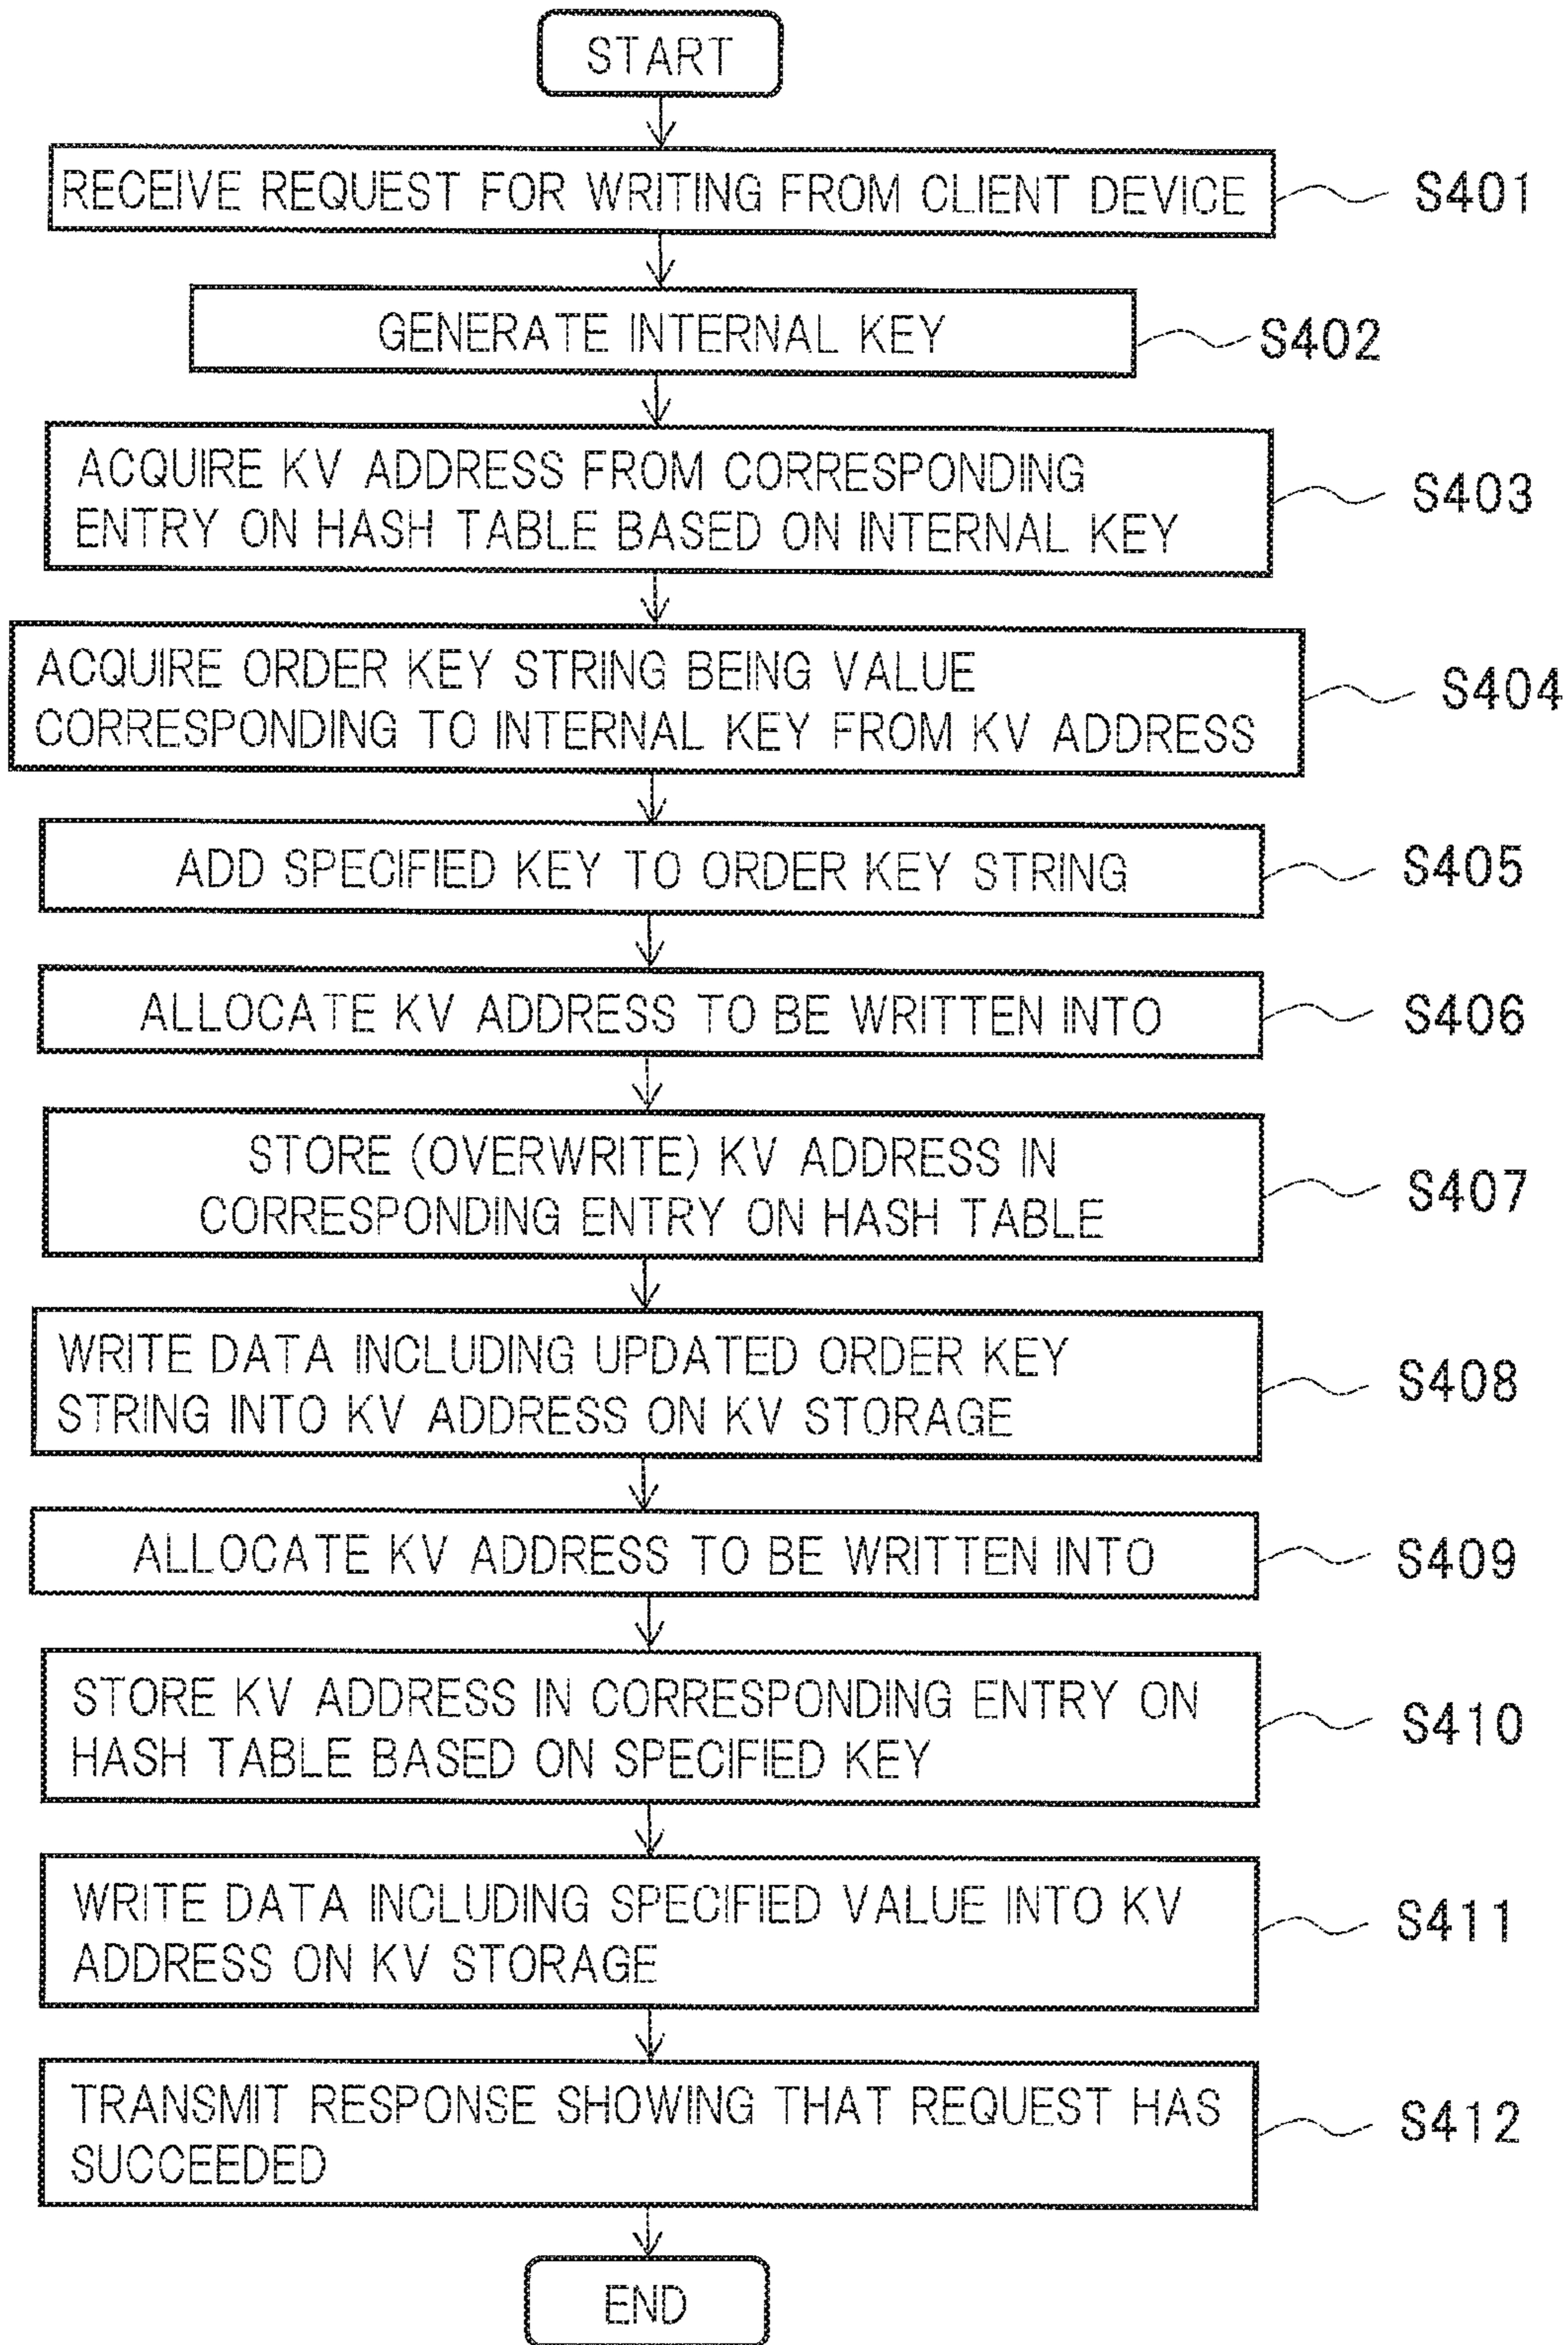 START
RECEIVE REQUEST FOR WRITING FROM CLIENT DEVICE
S401
GENERATE INTERNAL KEY
S402
ACQUIRE KV ADDRESS FROM CORRESPONDING
ENTRY ON HASH TABLE BASED ON INTERNAL KEY
S403
ACQUIRE ORDER KEY STRING BEING VALUE
CORRESPONDING TO INTERNAL KEY FROM KV ADDRESS
S404
ADD SPECIFIED KEY TO ORDER KEY STRING
S405
ALLOCATE KV ADDRESS TO BE WRITTEN INTO
S406
STORE (OVERWRITE) KV ADDRESS IN
CORRESPONDING ENTRY ON HASH TABLE
S407
WRITE DATA INCLUDING UPDATED ORDER KEY
STRING INTO KV ADDRESS ON KV STORAGE
S408
ALLOCATE KV ADDRESS TO BE WRITTEN INTO
S409
STORE KV ADDRESS IN CORRESPONDING ENTRY ON
HASH TABLE BASED ON SPECIFIED KEY
S410
WRITE DATA INCLUDING SPECIFIED VALUE INTO KV
ADDRESS ON KV STORAGE
S411
TRANSMIT RESPONSE SHOWING THAT REQUEST HAS
SUCCEEDED
S412
END